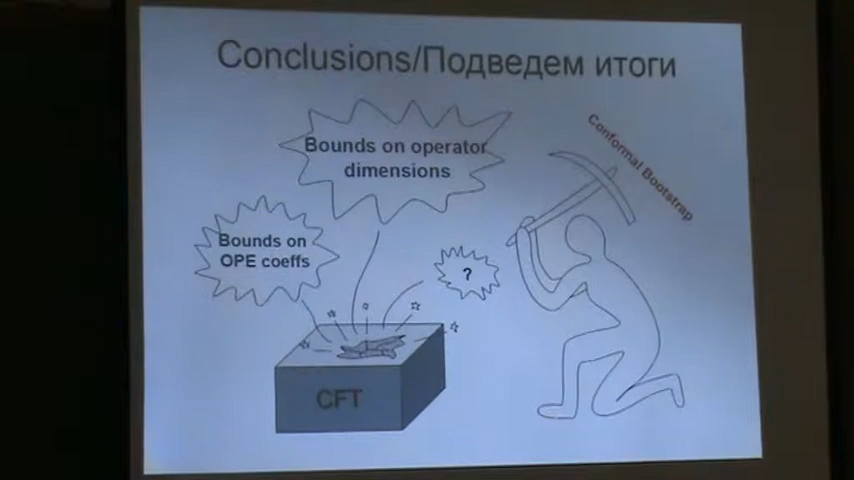 Conclusions/Подведем итоги
Bounds on operator
dimensions
Conformal Bootstrap
Bounds on
OPE coeffs
?
CFT